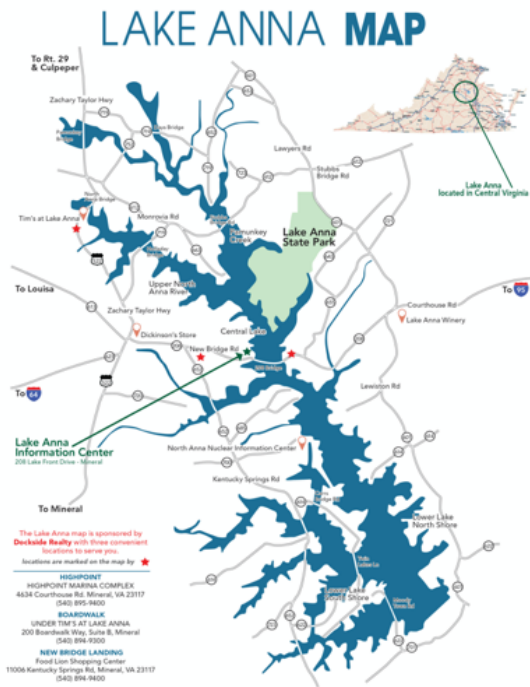 LAKE ANNA MAP
To Rt. 29
& Culpeper
Zachary Taylor Hwy
Lawyers Rd
Stubbs
Bridge Rd
Lake Anna
located in Central Virginia
Tim's at Lake Anna
Monrovia Rd
Creek
Lake Anna
State Park
Upper North
Anna River
To Louisa
To 95
Zachary Taylor Hwy
Courthouse Rd
Lake Anna Winery
Dickinson's Store
Central Lake
New Bridge Rd
To 64
Lewiston Rd
Lake Anna
Information Center
208 Lake Front Drive - Mineral
North Anna Nuclear Information Center
Kentucky Springs Rd
To Mineral
Lower Lake
North Shore
Lower Lake
South Shore
The Lake Anna map is sponsored by
Dockside Realty with three convenient
locations to serve you.
locations are marked on the map by
HIGHPOINT
HIGHPOINT MARINA COMPLEX
4634 Courthouse Rd. Mineral, VA 23117
(540) 895-9400
BOARDWALK
UNDER TIM'S AT LAKE ANNA
200 Boardwalk Way, Suite B, Mineral
(540) 894-9300
NEW BRIDGE LANDING
Food Lion Shopping Center
11006 Kentucky Springs Rd, Mineral, VA 23117
(540) 894-9400